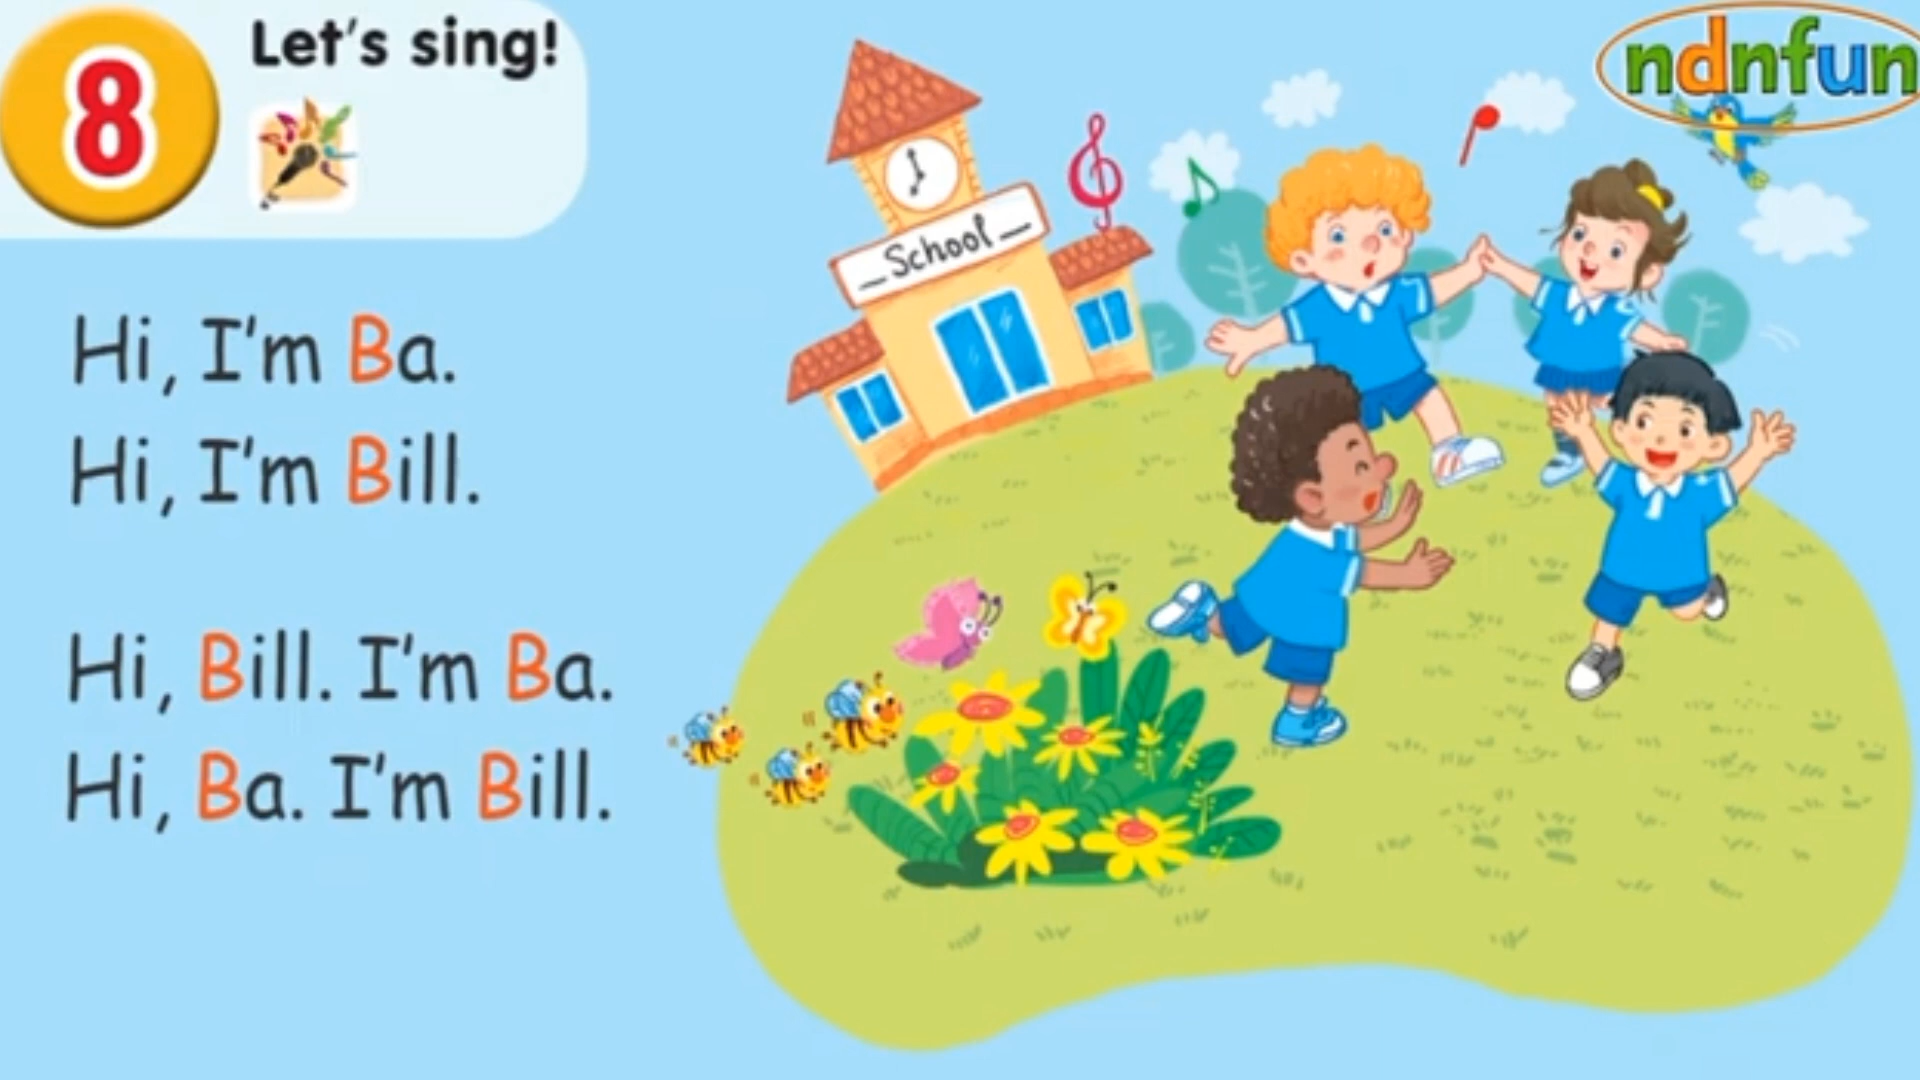 8
Let's sing!
ndnfun
School
Hi, I'm Ba.
Hi, I'm Bill.
Hi, Bill. I'm Ba.
Hi, Ba. I'm Bill.